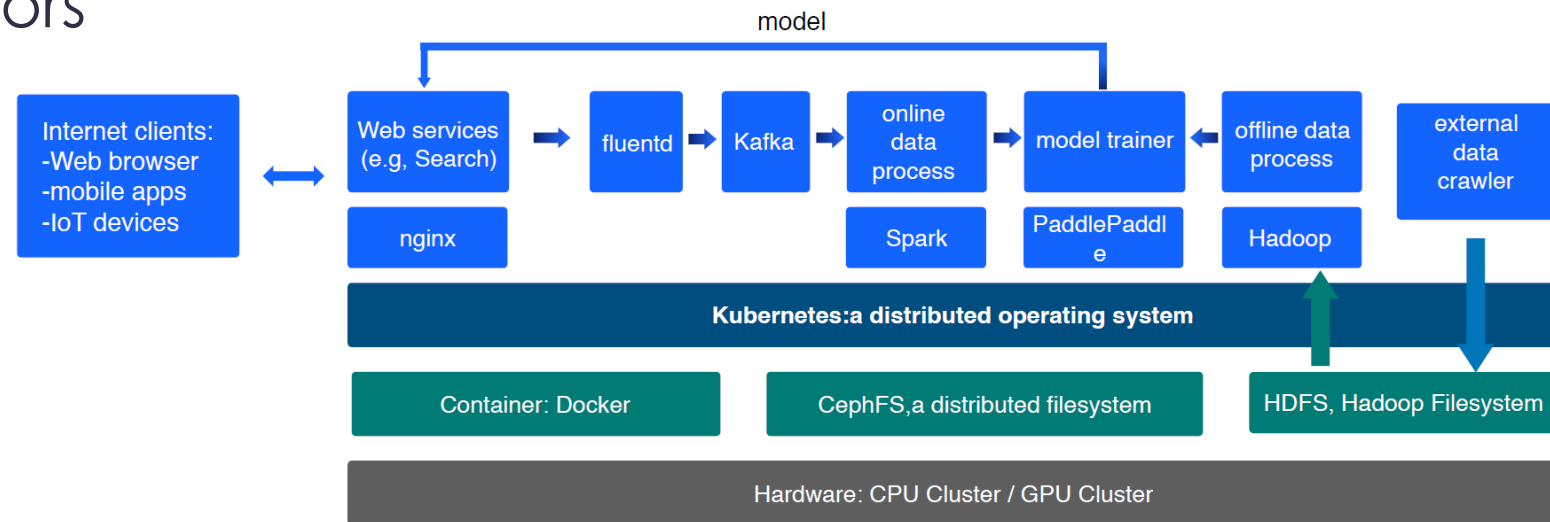 ors
model
Internet clients:
-Web browser
-mobile apps
-IoT devices
Web services
(e.g, Search)
fluentd
Kafka
online
data
process
model trainer
offline data
process
external
data
crawler
nginx
Spark
PaddlePaddl
e
Hadoop
Kubernetes:a distributed operating system
Container: Docker
CephFS,a distributed filesystem
HDFS, Hadoop Filesystem
Hardware: CPU Cluster / GPU Cluster